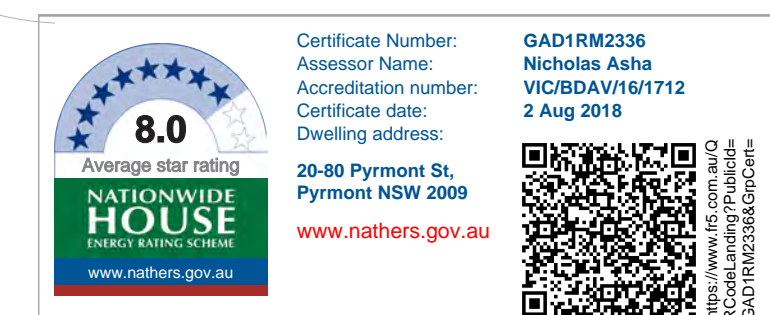 8.0
Average star rating
NATIONWIDE
HOUSE
ENERGY RATING SCHEME
www.nathers.gov.au
Certificate Number: GAD1RM2336
Assessor Name: Nicholas Asha
Accreditation number: VIC/BDAV/16/1712
Certificate date: 2 Aug 2018
Dwelling address:
20-80 Pyrmont St,
Pyrmont NSW 2009
www.nathers.gov.au
https://www.fr5.com.au/Q
RCodeLanding?PublicId=
GAD1RM2336&GrpCert=